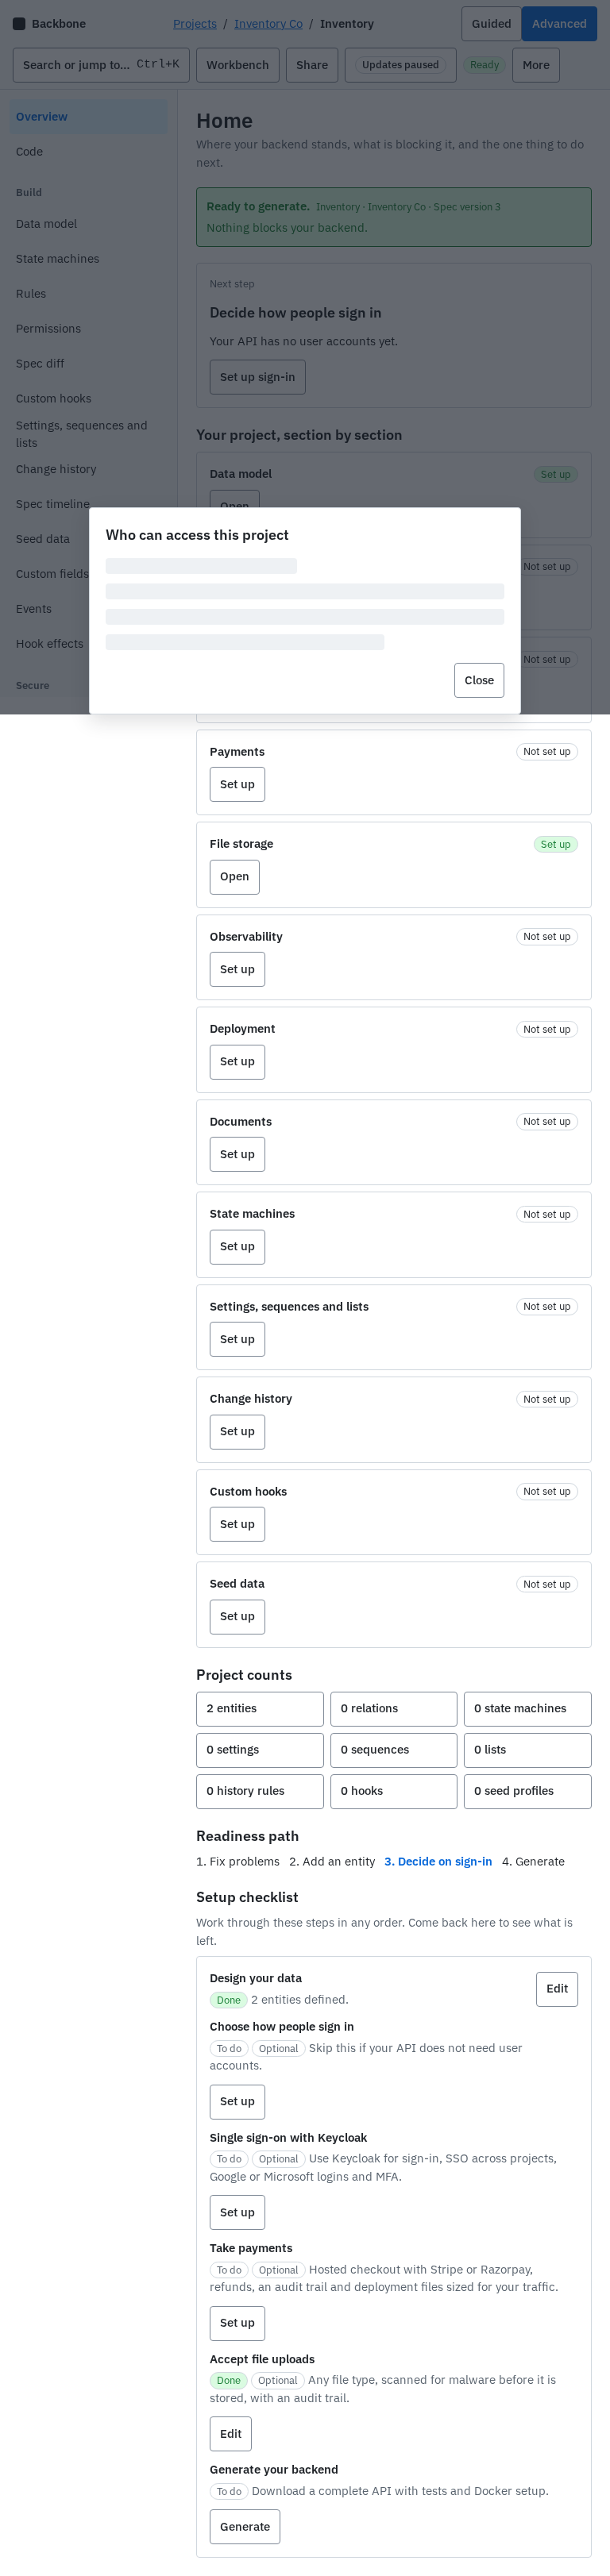 Backbone
Projects / Inventory Co / Inventory
Guided
Advanced
Search or jump to... Ctrl+K
Workbench
Share
Updates paused
Ready
More
Overview
Code
Build
Data model
State machines
Rules
Permissions
Spec diff
Custom hooks
Settings, sequences and
lists
Change history
Spec timeline
Seed data
Custom fields
Events
Hook effects
Secure
Home
Where your backend stands, what is blocking it, and the one thing to do
next.
Ready to generate. Inventory · Inventory Co · Spec version 3
Nothing blocks your backend.
Next step
Decide how people sign in
Your API has no user accounts yet.
Set up sign-in
Your project, section by section
Data model
Set up
Open
Not set up
Not set up
Who can access this project
Close
Payments
Not set up
Set up
File storage
Set up
Open
Observability
Not set up
Set up
Deployment
Not set up
Set up
Documents
Not set up
Set up
State machines
Not set up
Set up
Settings, sequences and lists
Not set up
Set up
Change history
Not set up
Set up
Custom hooks
Not set up
Set up
Seed data
Not set up
Set up
Project counts
2 entities
0 relations
0 state machines
0 settings
0 sequences
0 lists
0 history rules
0 hooks
0 seed profiles
Readiness path
1. Fix problems 2. Add an entity 3. Decide on sign-in 4. Generate
Setup checklist
Work through these steps in any order. Come back here to see what is
left.
Design your data
Done 2 entities defined.
Edit
Choose how people sign in
To do Optional Skip this if your API does not need user
accounts.
Set up
Single sign-on with Keycloak
To do Optional Use Keycloak for sign-in, SSO across projects,
Google or Microsoft logins and MFA.
Set up
Take payments
To do Optional Hosted checkout with Stripe or Razorpay,
refunds, an audit trail and deployment files sized for your traffic.
Set up
Accept file uploads
Done Optional Any file type, scanned for malware before it is
stored, with an audit trail.
Edit
Generate your backend
To do Download a complete API with tests and Docker setup.
Generate